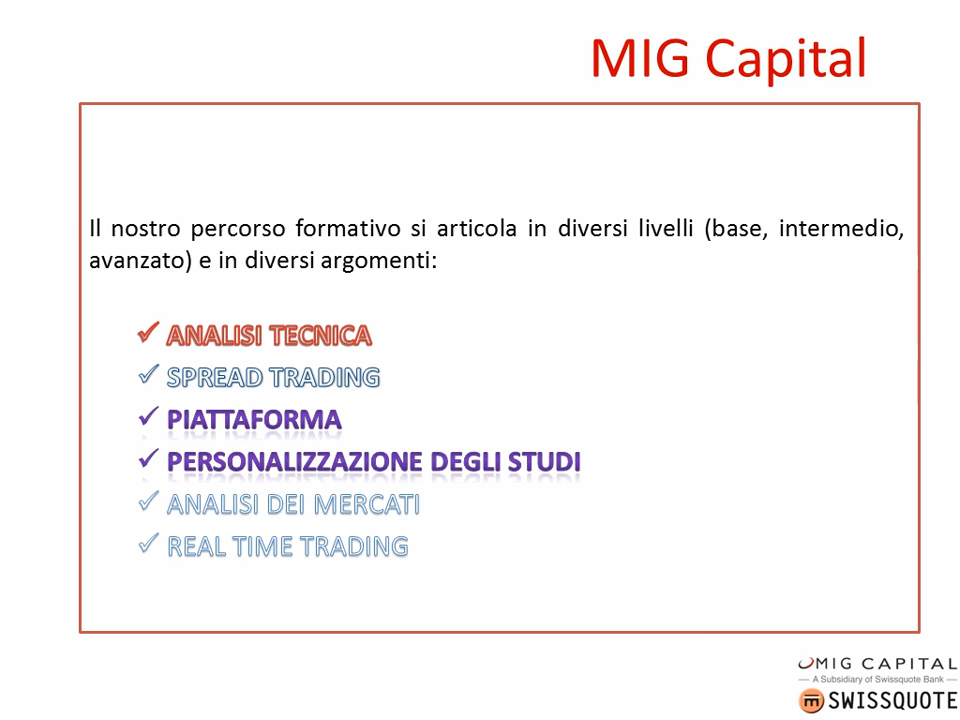 MIG Capital
Il nostro percorso formativo si articola in diversi livelli (base, intermedio,
avanzato) e in diversi argomenti:
✓ ANALISI TECNICA
✓ SPREAD TRADING
✓ PIATTAFORMA
✓ PERSONALIZZAZIONE DEGLI STUDI
✓ ANALISI DEI MERCATI
✓ REAL TIME TRADING
MIG CAPITAL
— A Subsidiary of Swissquote Bank —
SWISSQUOTE